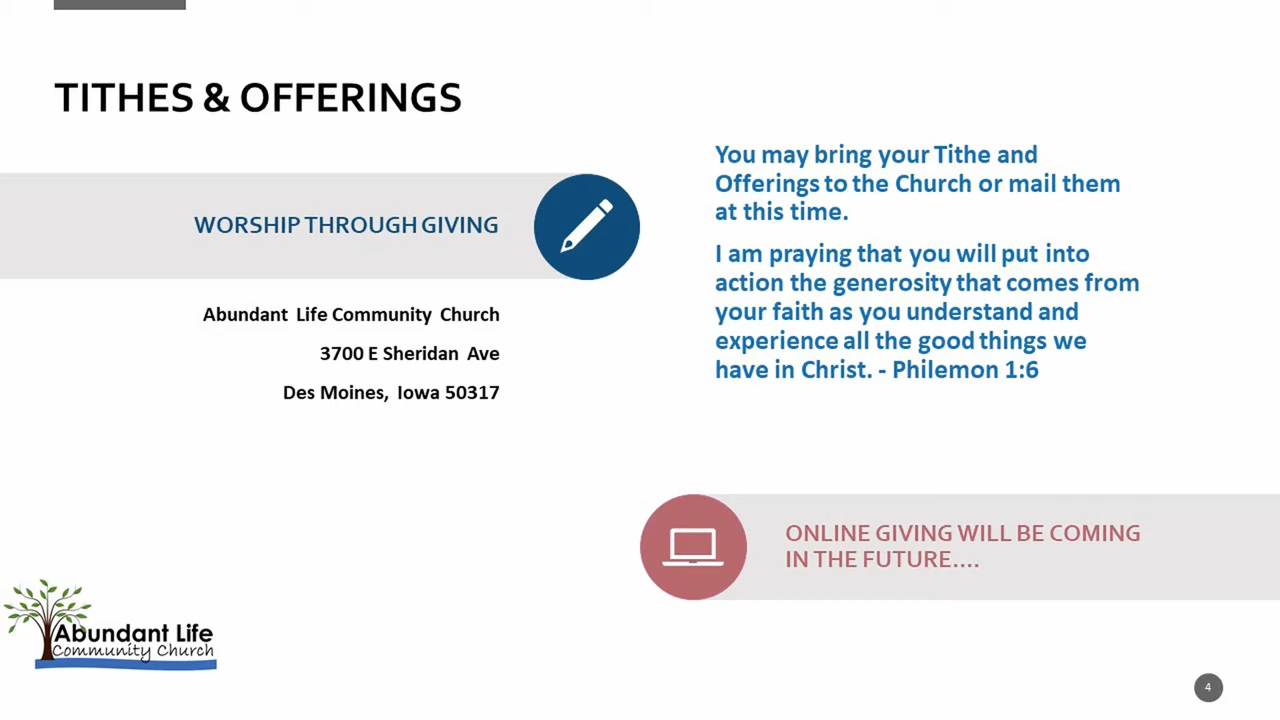 TITHES & OFFERINGS
WORSHIP THROUGH GIVING
Abundant Life Community Church
3700 E Sheridan Ave
Des Moines, Iowa 50317
You may bring your Tithe and
Offerings to the Church or mail them
at this time.
I am praying that you will put into
action the generosity that comes from
your faith as you understand and
experience all the good things we
have in Christ. - Philemon 1:6
ONLINE GIVING WILL BE COMING
IN THE FUTURE....
Abundant Life
Community Church
4